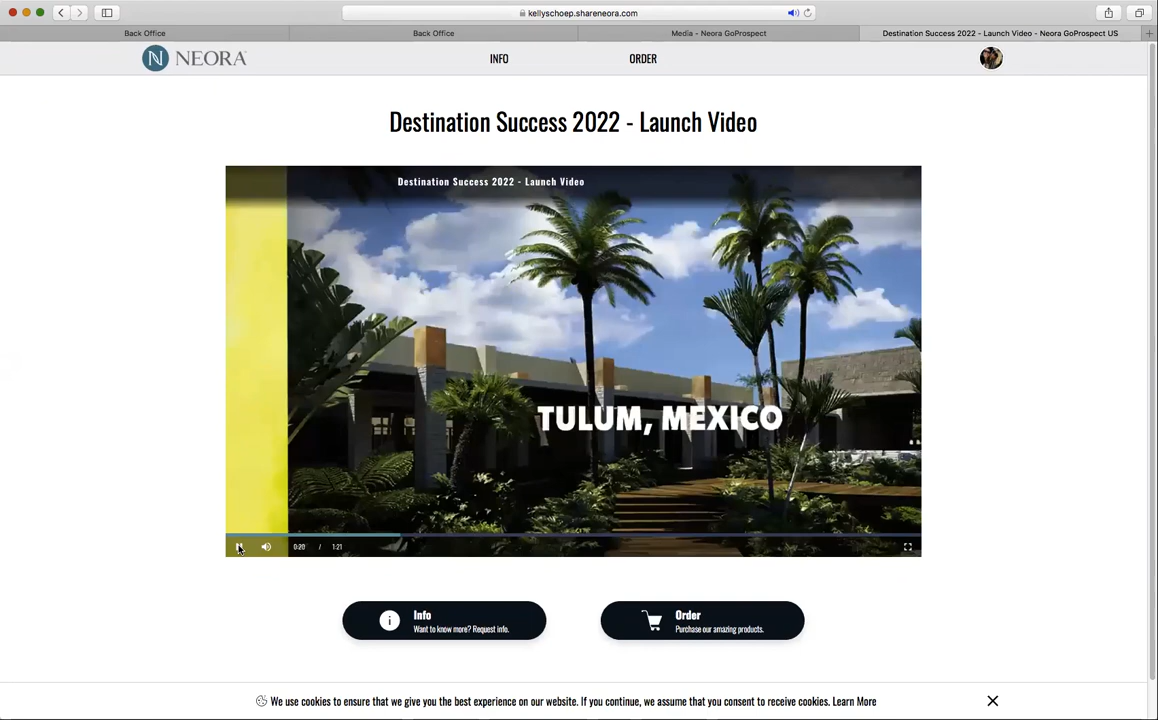 kellyschoep.shareneora.com
Back Office
Back Office
Media - Neora GoProspect
Destination Success 2022 - Launch Video - Neora GoProspect US
N NEORA
INFO
ORDER
Destination Success 2022 - Launch Video
Destination Success 2022 - Launch Video
TULUM, MEXICO
0:20 / 1:21
Info
Want to know more? Request info.
Order
Purchase our amazing products.
We use cookies to ensure that we give you the best experience on our website. If you continue, we assume that you consent to receive cookies. Learn More